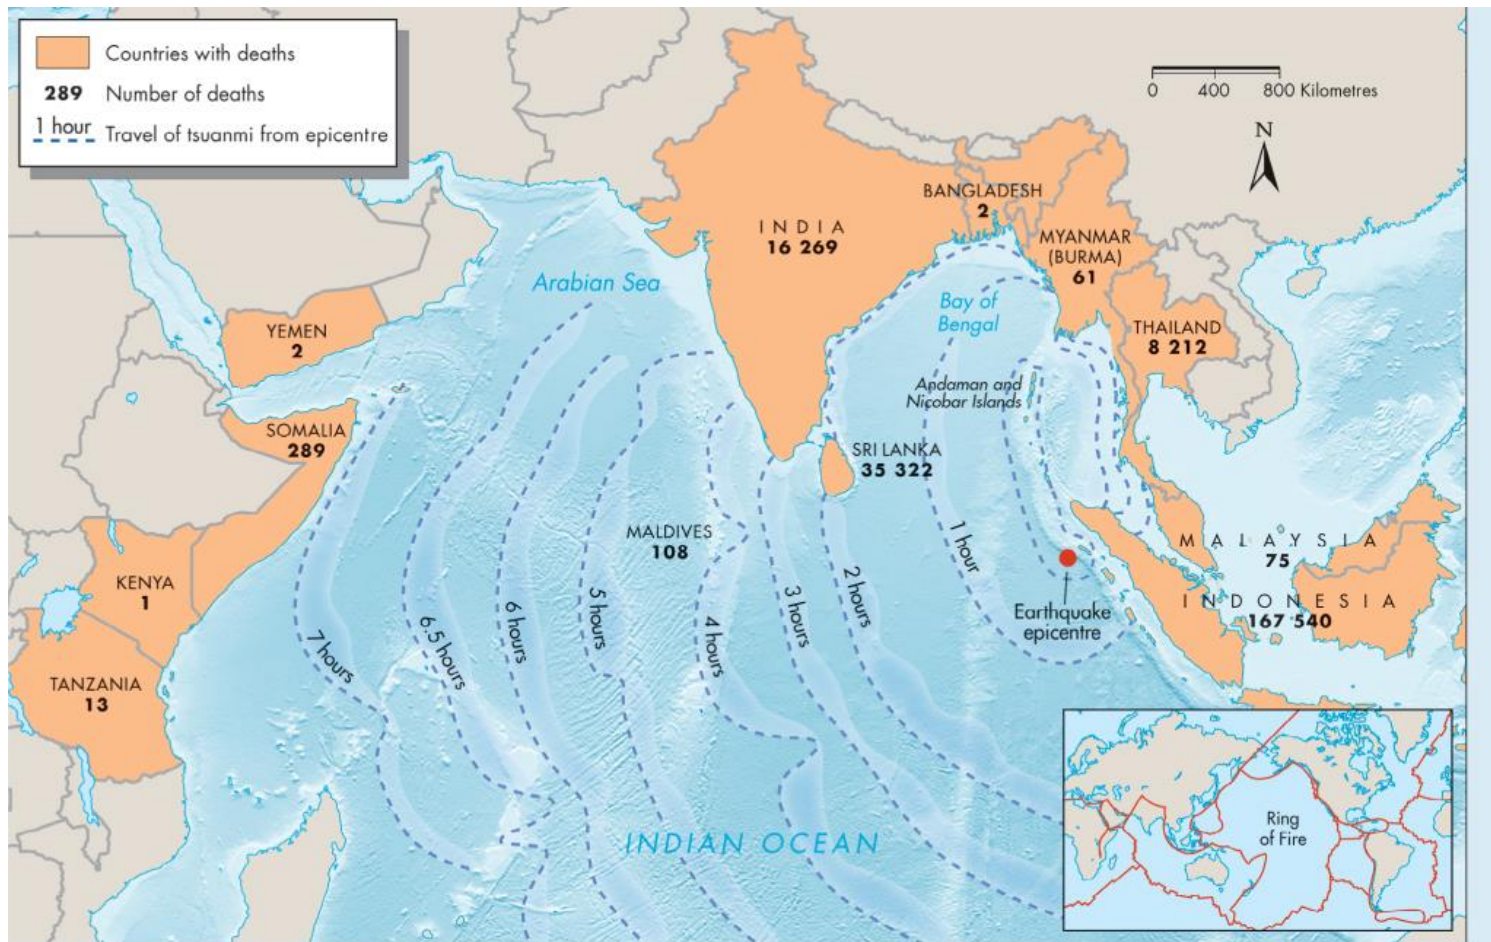 Countries with deaths
289 Number of deaths
1 hour Travel of tsuanmi from epicentre
0 400 800 Kilometres
N
BANGLADESH
2
INDIA
16 269
MYANMAR
(BURMA)
61
Arabian Sea
Bay of
Bengal
YEMEN
2
THAILAND
8 212
Andaman and
Nicobar Islands
SOMALIA
289
SRI LANKA
35 322
MALDIVES
108
MALAYSIA
75
KENYA
1
INDONESIA
167 540
Earthquake
epicentre
7 hours
6.5 hours
6 hours
5 hours
4 hours
3 hours
2 hours
1 hour
TANZANIA
13
INDIAN OCEAN
Ring
of Fire